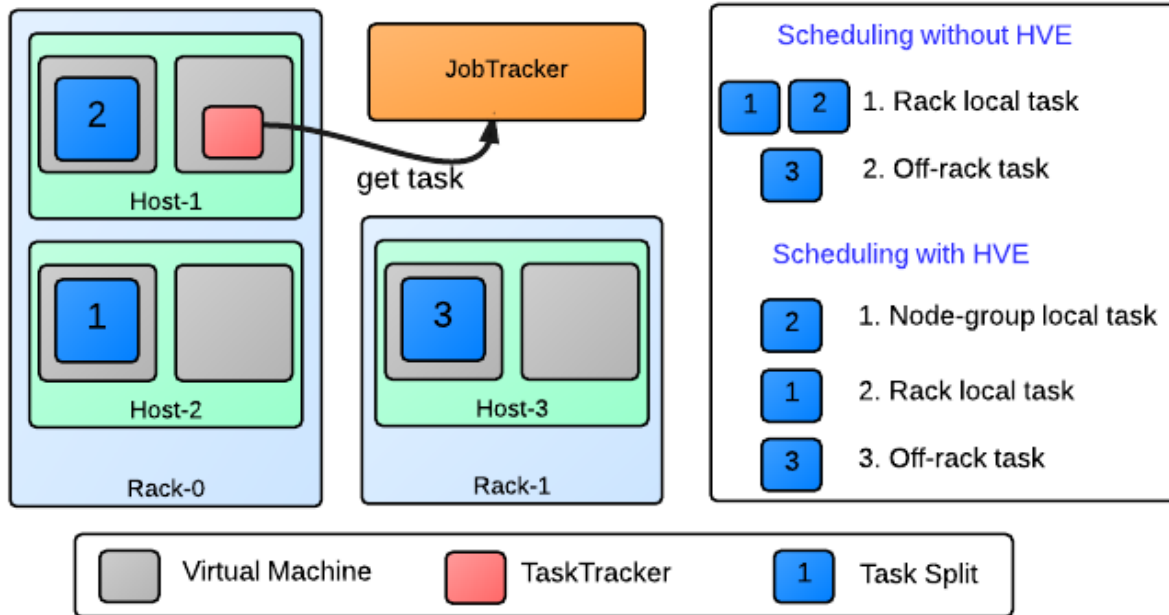 2
Host-1
1
Host-2
Rack-0
JobTracker
get task
3
Host-3
Rack-1
Scheduling without HVE
1 2 1. Rack local task
3 2. Off-rack task
Scheduling with HVE
2 1. Node-group local task
1 2. Rack local task
3 3. Off-rack task
Virtual Machine TaskTracker 1 Task Split